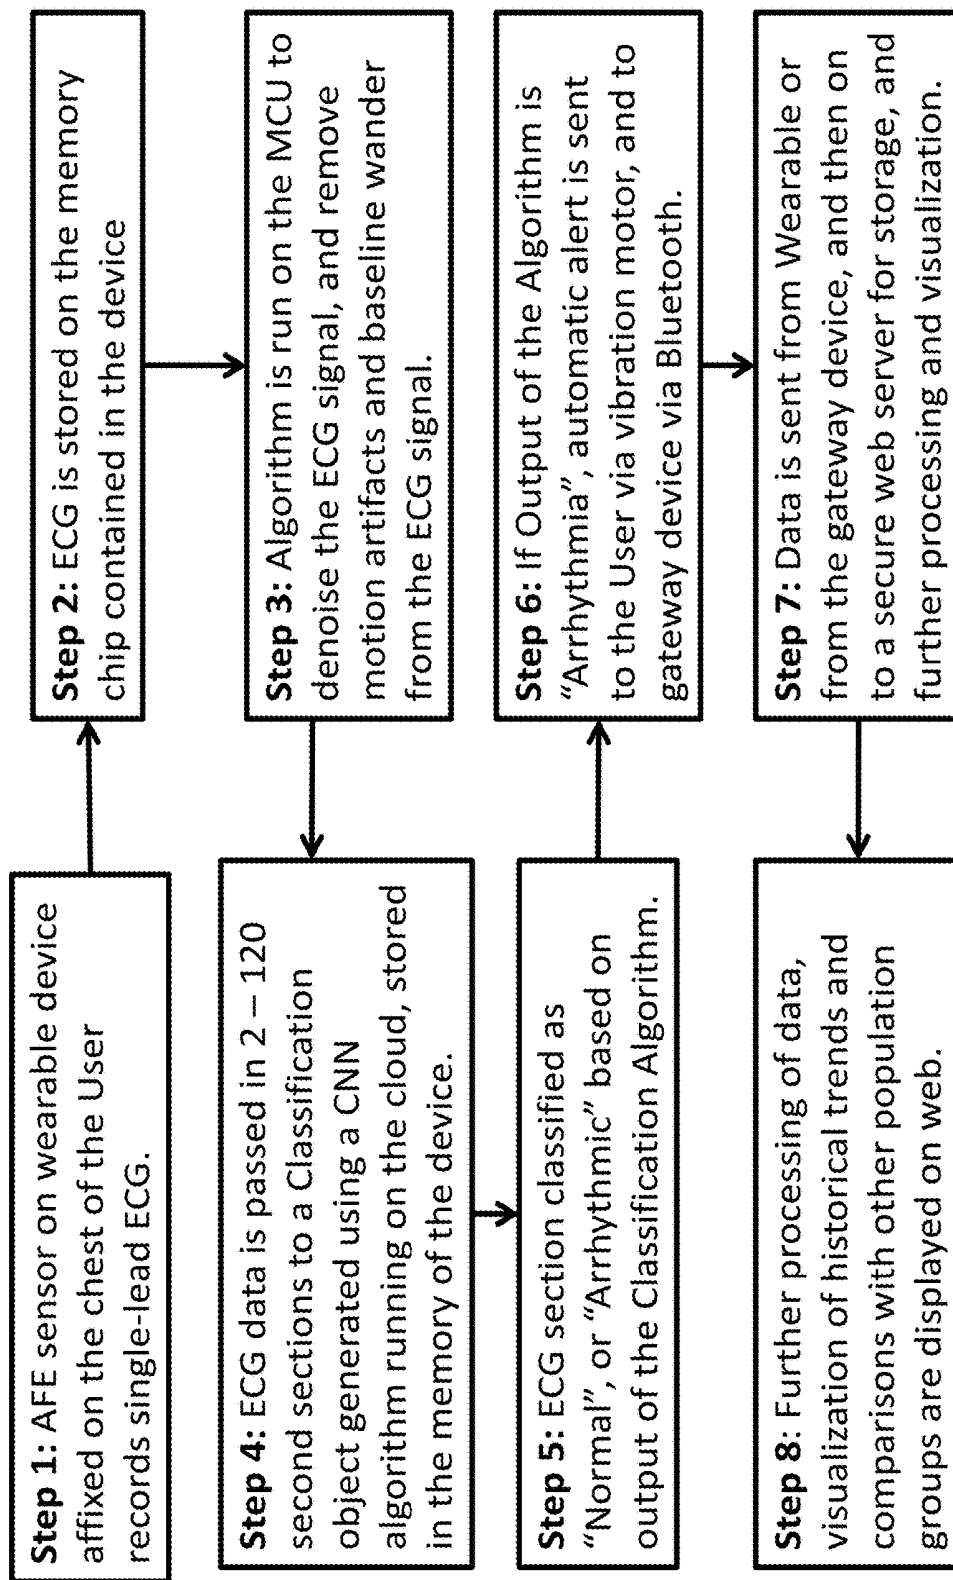 Step 1: AFE sensor on wearable device
affixed on the chest of the User
records single-lead ECG.
Step 2: ECG is stored on the memory
chip contained in the device
Step 3: Algorithm is run on the MCU to
denoise the ECG signal, and remove
motion artifacts and baseline wander
from the ECG signal.
Step 4: ECG data is passed in 2 – 120
second sections to a Classification
object generated using a CNN
algorithm running on the cloud, stored
in the memory of the device.
Step 5: ECG section classified as
“Normal”, or “Arrhythmic” based on
output of the Classification Algorithm.
Step 6: If Output of the Algorithm is
“Arrhythmia”, automatic alert is sent
to the User via vibration motor, and to
gateway device via Bluetooth.
Step 7: Data is sent from Wearable or
from the gateway device, and then on
to a secure web server for storage, and
further processing and visualization.
Step 8: Further processing of data,
visualization of historical trends and
comparisons with other population
groups are displayed on web.